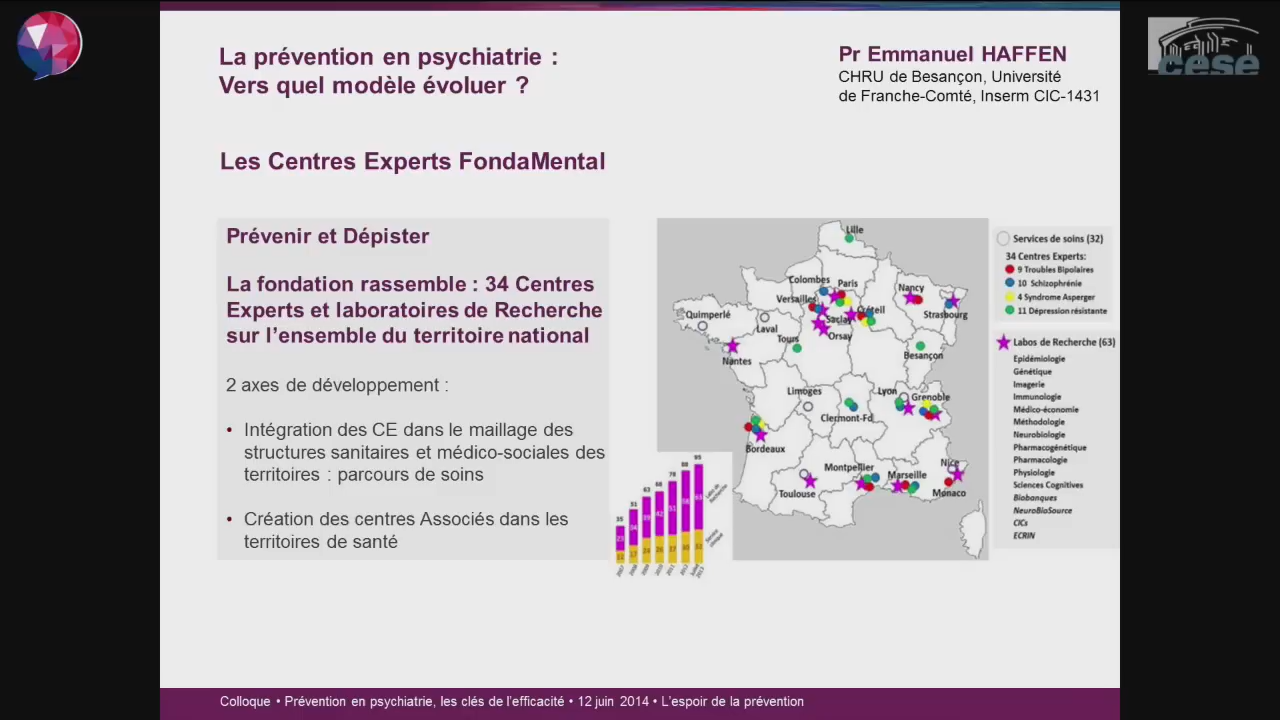 La prévention en psychiatrie :
Vers quel modèle évoluer ?
Pr Emmanuel HAFFEN
CHRU de Besançon, Université
de Franche-Comté, Inserm CIC-1431
cese
Les Centres Experts FondaMental
Prévenir et Dépister
La fondation rassemble : 34 Centres
Experts et laboratoires de Recherche
sur l’ensemble du territoire national
2 axes de développement :
• Intégration des CE dans le maillage des
structures sanitaires et médico-sociales des
territoires : parcours de soins
• Création des centres Associés dans les
territoires de santé
Lille
Colombes
Paris
Versailles
Créteil
Saclay
Orsay
Nancy
Strasbourg
Quimperlé
Laval
Tours
Nantes
Besançon
Limoges
Clermont-Fd
Lyon
Grenoble
Bordeaux
Toulouse
Montpellier
Marseille
Nice
Monaco
35
51
63
68
78
88
95
Services de soins (32)
34 Centres Experts:
9 Troubles Bipolaires
10 Schizophrénie
4 Syndrome Asperger
11 Dépression résistante
Labos de Recherche (63)
Epidémiologie
Génétique
Imagerie
Immunologie
Médico-économie
Méthodologie
Neurobiologie
Pharmacogénétique
Pharmacologie
Physiologie
Sciences Cognitives
Biobanques
NeuroBioSource
CICs
ECRIN
Colloque • Prévention en psychiatrie, les clés de l’efficacité • 12 juin 2014 • L’espoir de la prévention